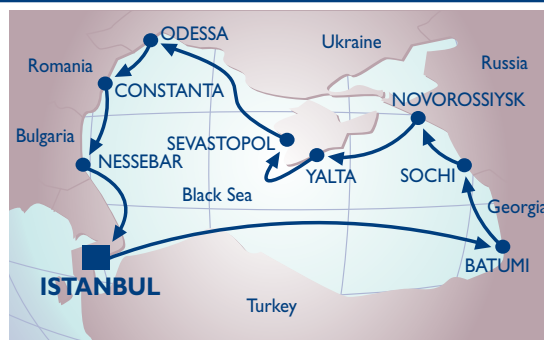 ODESSA
Ukraine
Romania
Russia
CONSTANTA
NOVOROSSIYSK
Bulgaria
SEVASTOPOL
NESSEBAR
YALTA
SOCHI
Black Sea
Georgia
BATUMI
ISTANBUL
Turkey